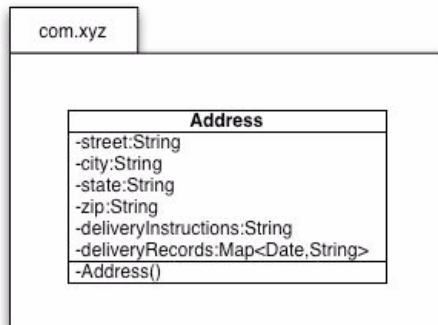 com.xyz
Address
-street:String
-city:String
-state:String
-zip:String
-deliveryInstructions:String
-deliveryRecords:Map<Date,String>
-Address()